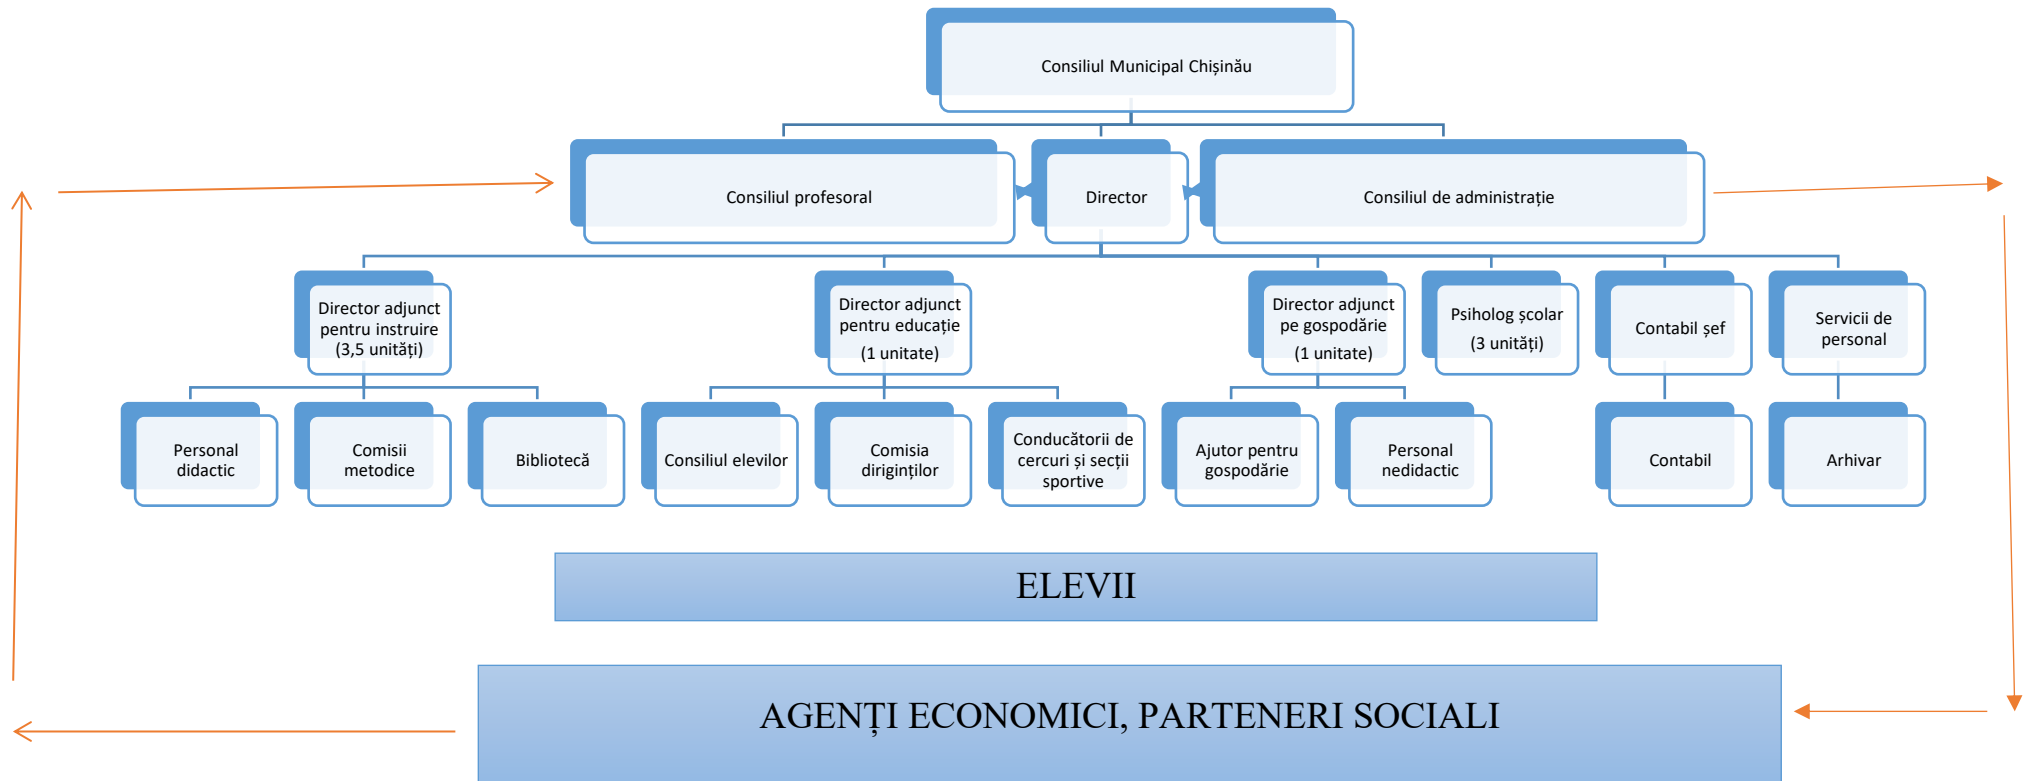 Consiliul Municipal Chișinău
Consiliul profesoral
Director
Consiliul de administrație
Director adjunct
pentru instruire
(3,5 unități)
Director adjunct
pentru educație
(1 unitate)
Director adjunct
pe gospodărie
(1 unitate)
Psiholog școlar
(3 unități)
Contabil șef
Servicii de
personal
Personal
didactic
Comisii
metodice
Bibliotecă
Consiliul elevilor
Comisia
diriginților
Conducătorii de
cercuri și secții
sportive
Ajutor pentru
gospodărie
Personal
nedidactic
Contabil
Arhivar
ELEVII
AGENȚI ECONOMICI, PARTENERI SOCIALI